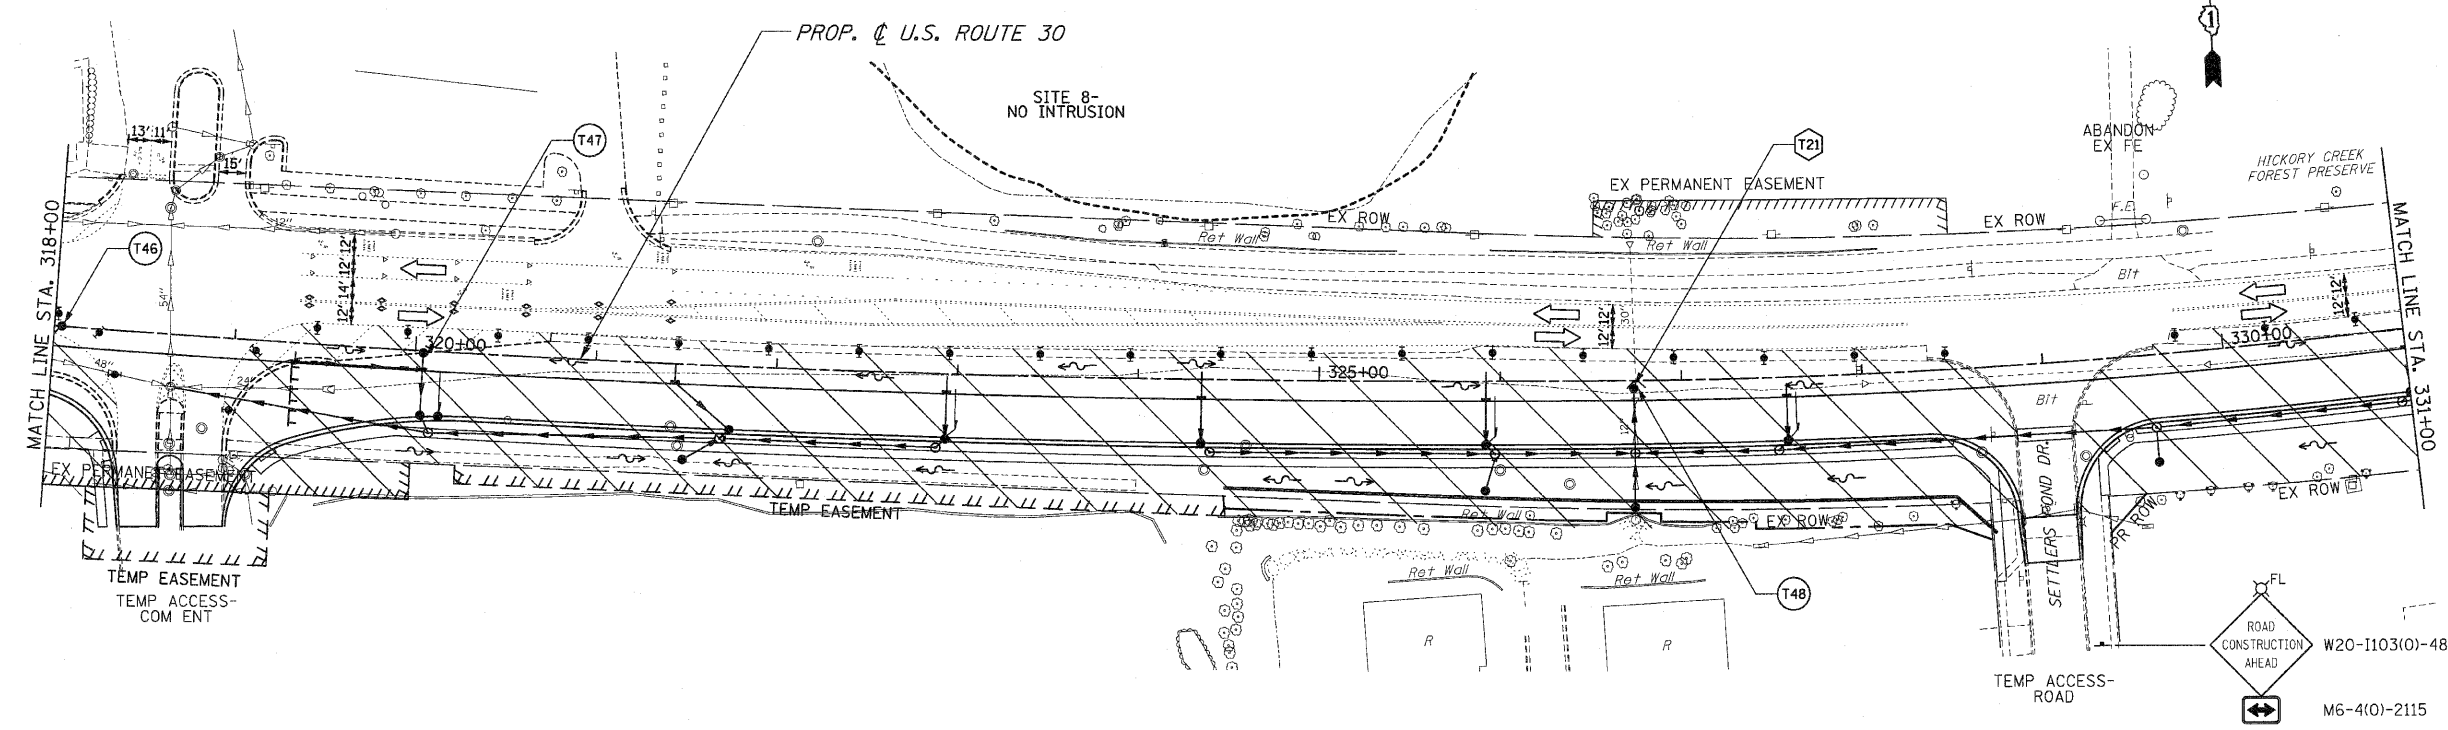 PROP. ℄ U.S. ROUTE 30
1
SITE 8-
NO INTRUSION
13' 11'
15'
T47
T21
ABANDON
EX FE
HICKORY CREEK
FOREST PRESERVE
EX PERMANENT EASEMENT
EX ROW
EX ROW
F.E
Ret Wall
Ret Wall
MATCH LINE STA. 318+00
MATCH LINE STA. 331+00
T46
12"
54"
12' 14' 12' 12'
12' 12'
30"
12' 12'
Bit
320+00
325+00
330+00
48"
24"
12"
Bit
EX PERMANENT EASEMENT
TEMP EASEMENT
Ret Wall
EX ROW
EX ROW
PR ROW
SETTLERS POND DR.
TEMP EASEMENT
TEMP ACCESS-
COM ENT
Ret Wall
Ret Wall
T48
R
R
FL
ROAD
CONSTRUCTION
AHEAD
W20-I103(O)-48
TEMP ACCESS-
ROAD
M6-4(O)-2115